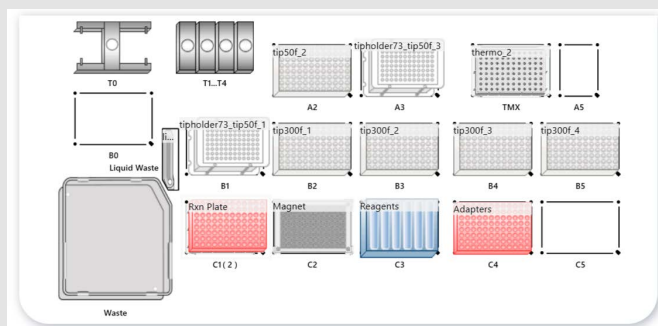 T0
T1...T4
tip50f_2
A2
tipholder73_tip50f_3
A3
thermo_2
TMX
A5
B0
Liquid Waste
li...
tipholder73_tip50f_1
B1
tip300f_1
B2
tip300f_2
B3
tip300f_3
B4
tip300f_4
B5
Waste
Rxn Plate
C1( 2 )
Magnet
C2
Reagents
C3
Adapters
C4
C5